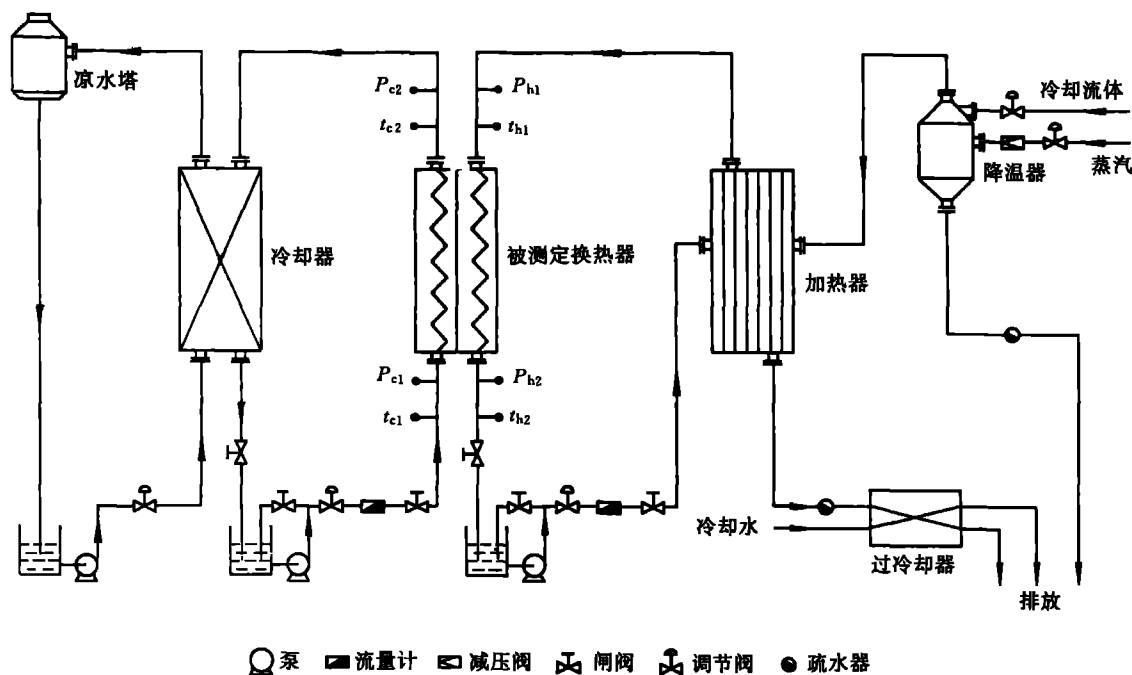 凉水塔
P_c2
t_c2
P_h1
t_h1
冷却流体
降温器
蒸汽
冷却器
被测定换热器
加热器
P_c1
t_c1
P_h2
t_h2
冷却水
过冷却器
排放
泵 流量计 减压阀 闸阀 调节阀 疏水器